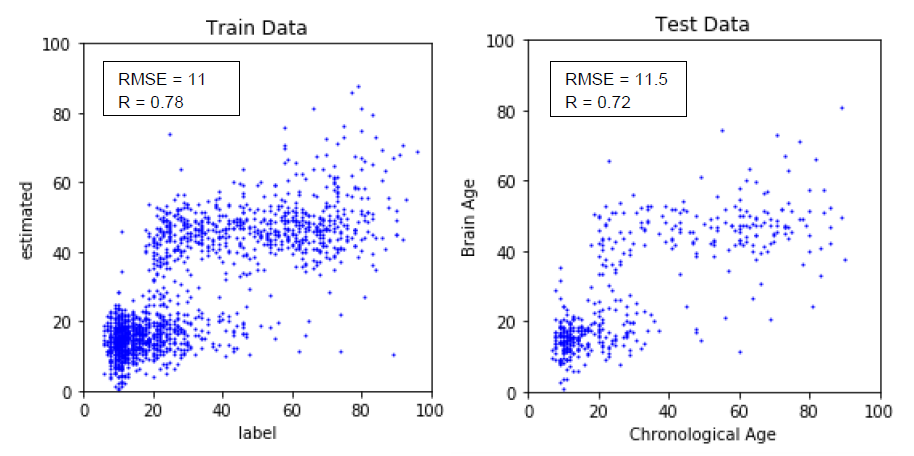 Train Data
RMSE = 11
R = 0.78
100
80
60
40
20
0
0 20 40 60 80 100
estimated
label
Test Data
RMSE = 11.5
R = 0.72
100
80
60
40
20
0
0 20 40 60 80 100
Brain Age
Chronological Age